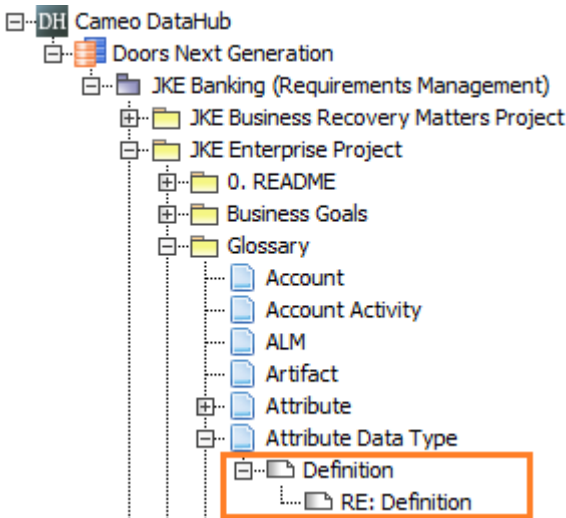 DH Cameo DataHub
Doors Next Generation
JKE Banking (Requirements Management)
JKE Business Recovery Matters Project
JKE Enterprise Project
0. README
Business Goals
Glossary
Account
Account Activity
ALM
Artifact
Attribute
Attribute Data Type
Definition
RE: Definition